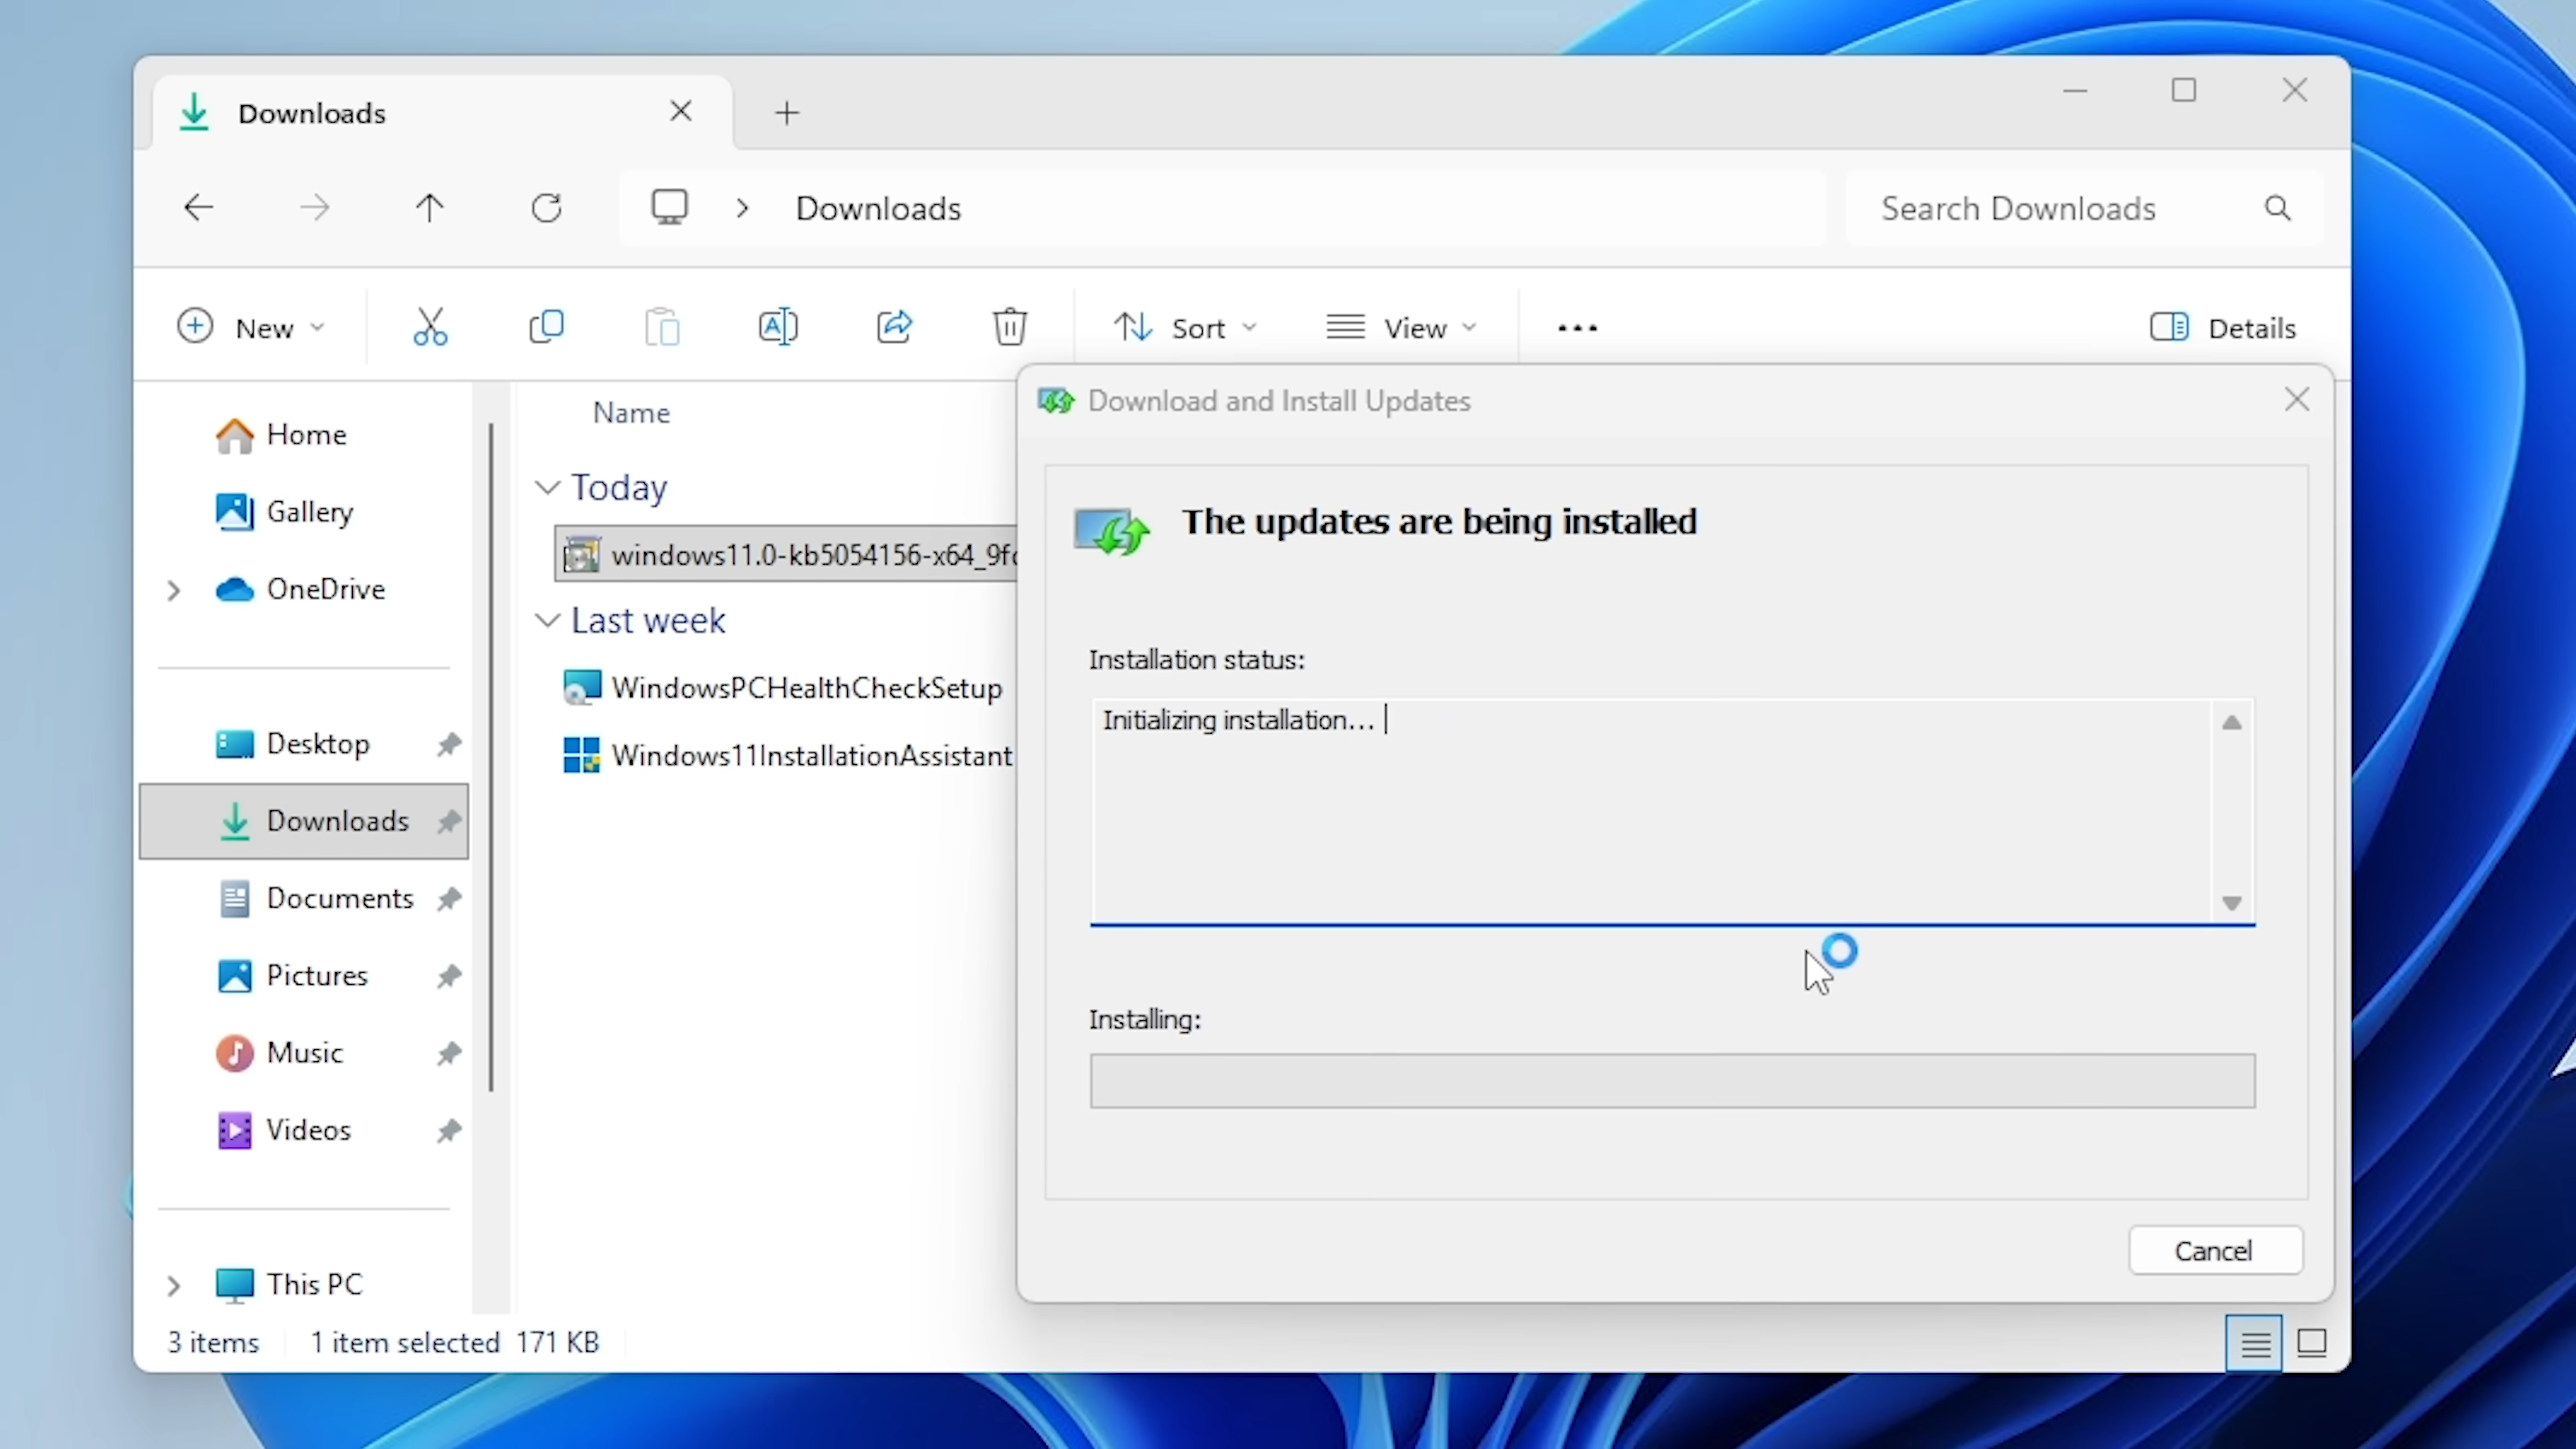 Downloads
Downloads
Search Downloads
New
Sort
View
Details
Name
Home
Gallery
OneDrive
Desktop
Downloads
Documents
Pictures
Music
Videos
This PC
Today
windows11.0-kb5054156-x64_9f
Last week
WindowsPCHealthCheckSetup
Windows11InstallationAssistant
Download and Install Updates
The updates are being installed
Installation status:
Initializing installation...
Installing:
Cancel
3 items 1 item selected 171 KB